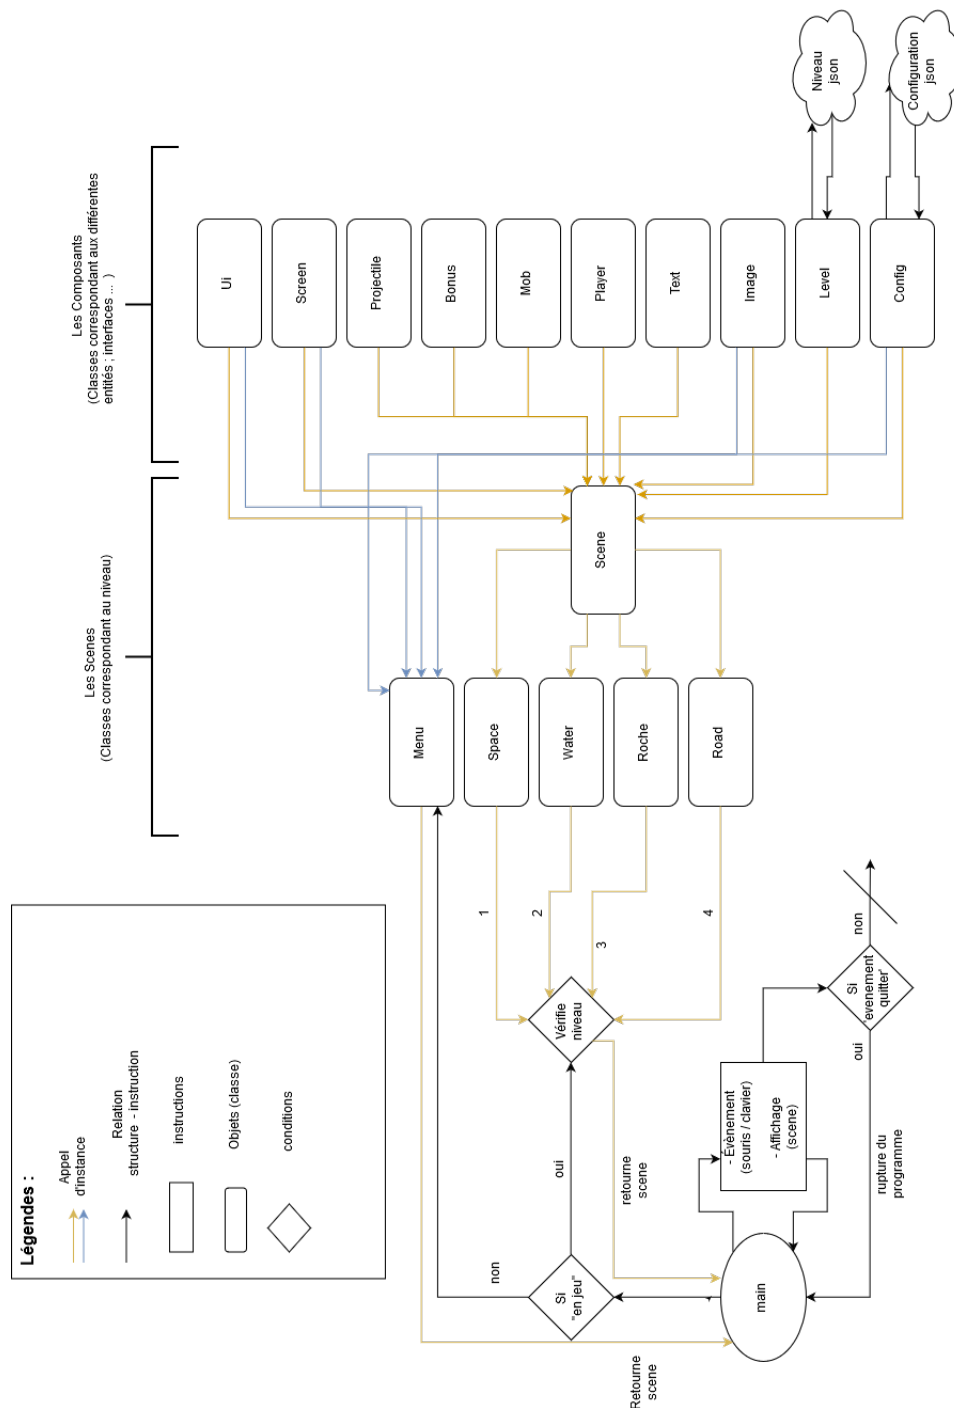 Légendes :
Appel
d'instance
Relation
structure - instruction
instructions
Objets (classe)
conditions
Les Scenes
(Classes correspondant au niveau)
Les Composants
(Classes correspondant aux différentes
entités ; interfaces ... )
Retourne
scene
non
Si
"en jeu"
oui
retourne
scene
Vérifie
niveau
1
2
3
4
Menu
Space
Water
Roche
Road
Scene
Ui
Screen
Projectile
Bonus
Mob
Player
Text
Image
Level
Config
Niveau
json
Configuration
json
main
- Évènement
(souris / clavier)
- Affichage
(scene)
rupture du
programme
oui
Si
'evenement
quitter'
non